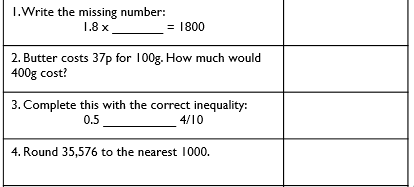 1. Write the missing number:
1.8 x ______ = 1800
2. Butter costs 37p for 100g. How much would
400g cost?
3. Complete this with the correct inequality:
0.5 _________ 4/10
4. Round 35,576 to the nearest 1000.